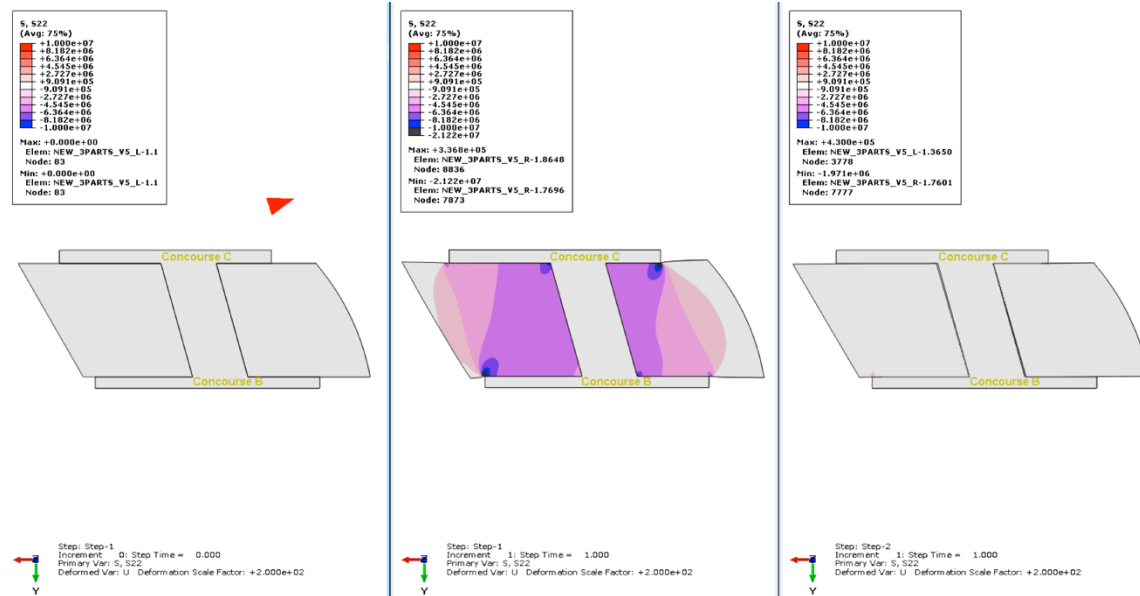 S, S22
(Avg: 75%)
+1.000e+07
+8.182e+06
+6.364e+06
+4.545e+06
+2.727e+06
+9.091e+05
-9.091e+05
-2.727e+06
-4.545e+06
-6.364e+06
-8.182e+06
-1.000e+07
Max: +0.000e+00
Elem: NEW_3PARTS_V5_L-1.1
Node: 83
Min: +0.000e+00
Elem: NEW_3PARTS_V5_L-1.1
Node: 83
Concourse C
Concourse B
Step: Step-1
Increment 0: Step Time = 0.000
Primary Var: S, S22
Deformed Var: U Deformation Scale Factor: +2.000e+02
Z
Y
S, S22
(Avg: 75%)
+1.000e+07
+8.182e+06
+6.364e+06
+4.545e+06
+2.727e+06
+9.091e+05
-9.091e+05
-2.727e+06
-4.545e+06
-6.364e+06
-8.182e+06
-1.000e+07
-2.122e+07
Max: +3.368e+05
Elem: NEW_3PARTS_V5_R-1.8648
Node: 8836
Min: -2.122e+07
Elem: NEW_3PARTS_V5_R-1.7696
Node: 7873
Concourse C
Concourse B
Step: Step-1
Increment 1: Step Time = 1.000
Primary Var: S, S22
Deformed Var: U Deformation Scale Factor: +2.000e+02
Z
Y
S, S22
(Avg: 75%)
+1.000e+07
+8.182e+06
+6.364e+06
+4.545e+06
+2.727e+06
+9.091e+05
-9.091e+05
-2.726e+06
-4.545e+06
-6.364e+06
-8.182e+06
-1.000e+07
Max: +4.300e+05
Elem: NEW_3PARTS_V5_L-1.3650
Node: 3778
Min: -1.971e+06
Elem: NEW_3PARTS_V5_R-1.7601
Node: 7777
Concourse C
Concourse B
Step: Step-2
Increment 1: Step Time = 1.000
Primary Var: S, S22
Deformed Var: U Deformation Scale Factor: +2.000e+02
Z
Y